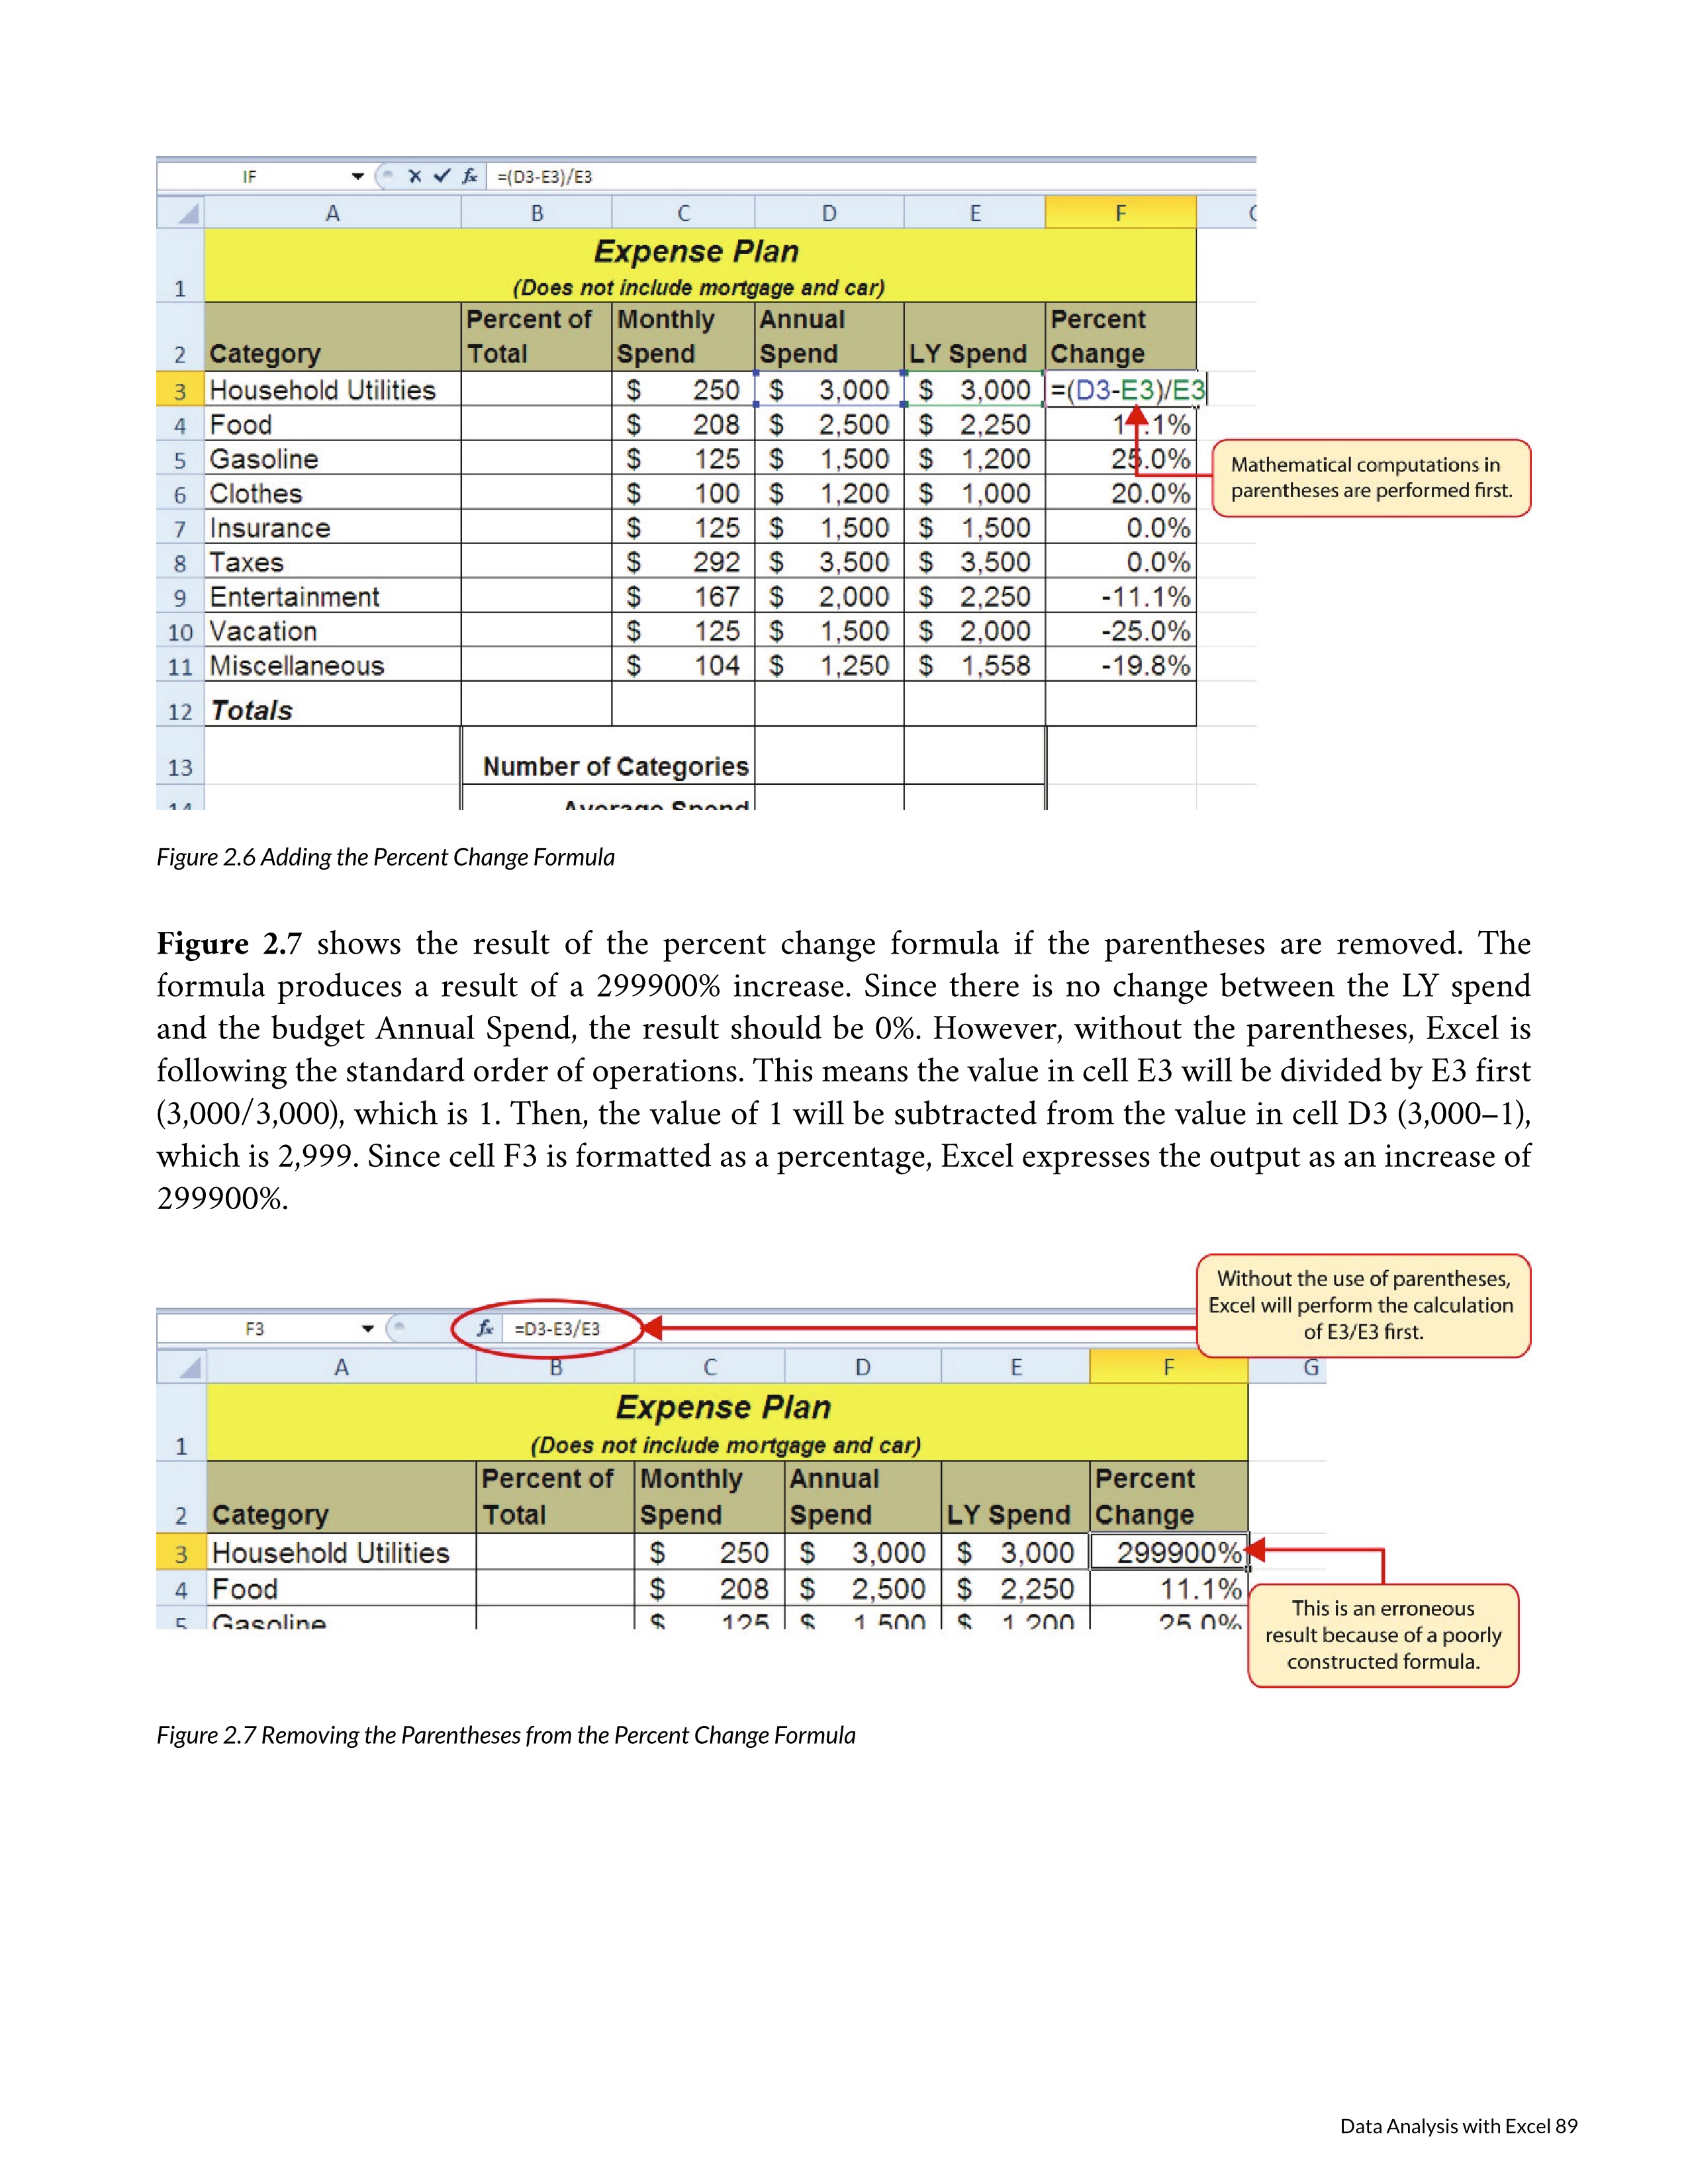 IF fx =(D3-E3)/E3
A B C D E F
Expense Plan
1 (Does not include mortgage and car)
Percent of Monthly Annual Percent
2 Category Total Spend Spend LY Spend Change
3 Household Utilities $ 250 $ 3,000 $ 3,000 =(D3-E3)/E3
4 Food $ 208 $ 2,500 $ 2,250
5 Gasoline $ 125 $ 1,500 $ 1,200 25.0%
6 Clothes $ 100 $ 1,200 $ 1,000 20.0%
7 Insurance $ 125 $ 1,500 $ 1,500 0.0%
8 Taxes $ 292 $ 3,500 $ 3,500 0.0%
9 Entertainment $ 167 $ 2,000 $ 2,250 -11.1%
10 Vacation $ 125 $ 1,500 $ 2,000 -25.0%
11 Miscellaneous $ 104 $ 1,250 $ 1,558 -19.8%
12 Totals
13 Number of Categories
14 Average Spend
Mathematical computations in
parentheses are performed first.
Figure 2.6 Adding the Percent Change Formula
Figure 2.7 shows the result of the percent change formula if the parentheses are removed. The
formula produces a result of a 299900% increase. Since there is no change between the LY spend
and the budget Annual Spend, the result should be 0%. However, without the parentheses, Excel is
following the standard order of operations. This means the value in cell E3 will be divided by E3 first
(3,000/3,000), which is 1. Then, the value of 1 will be subtracted from the value in cell D3 (3,000–1),
which is 2,999. Since cell F3 is formatted as a percentage, Excel expresses the output as an increase of
299900%.
Without the use of parentheses,
Excel will perform the calculation
of E3/E3 first.
F3 fx =D3-E3/E3
A B C D E F G
Expense Plan
1 (Does not include mortgage and car)
Percent of Monthly Annual Percent
2 Category Total Spend Spend LY Spend Change
3 Household Utilities $ 250 $ 3,000 $ 3,000 299900%
4 Food $ 208 $ 2,500 $ 2,250 11.1%
5 Gasoline $ 125 $ 1,500 $ 1,200 25.0%
This is an erroneous
result because of a poorly
constructed formula.
Figure 2.7 Removing the Parentheses from the Percent Change Formula
Data Analysis with Excel 89